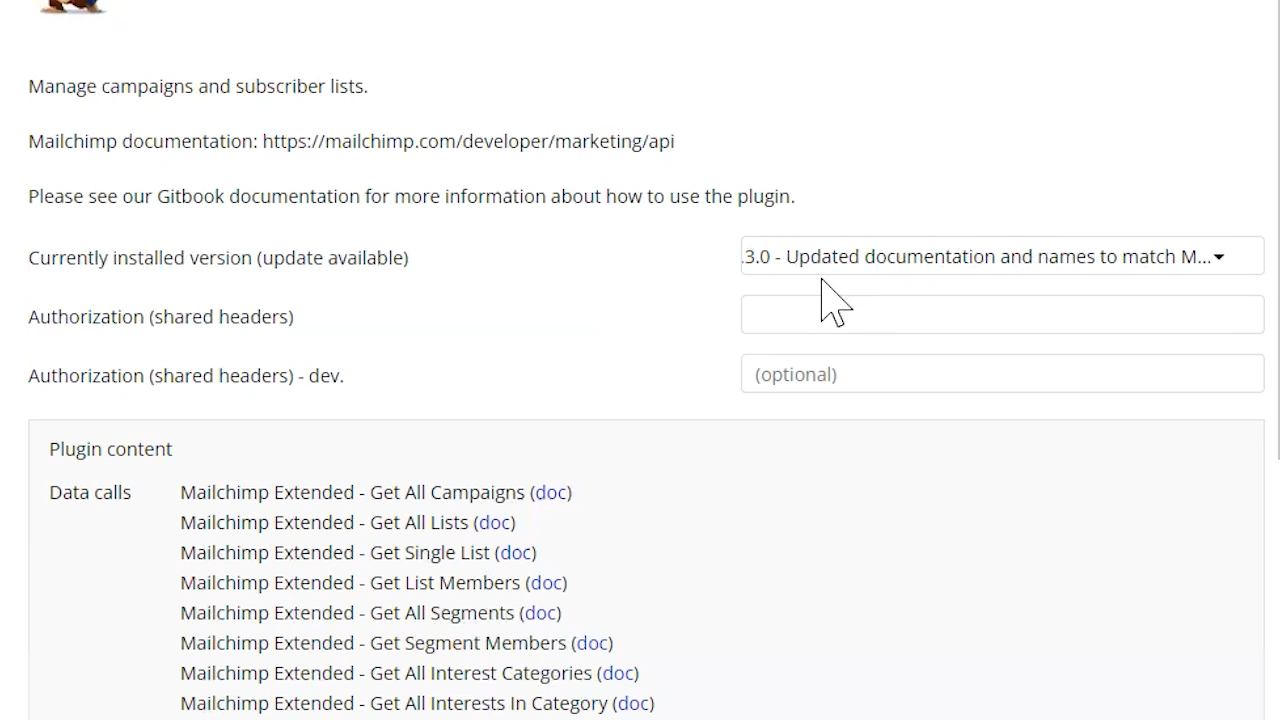 Manage campaigns and subscriber lists.
Mailchimp documentation: https://mailchimp.com/developer/marketing/api
Please see our Gitbook documentation for more information about how to use the plugin.
Currently installed version (update available) .3.0 - Updated documentation and names to match M...
Authorization (shared headers)
Authorization (shared headers) - dev. (optional)
Plugin content
Data calls Mailchimp Extended - Get All Campaigns (doc)
Mailchimp Extended - Get All Lists (doc)
Mailchimp Extended - Get Single List (doc)
Mailchimp Extended - Get List Members (doc)
Mailchimp Extended - Get All Segments (doc)
Mailchimp Extended - Get Segment Members (doc)
Mailchimp Extended - Get All Interest Categories (doc)
Mailchimp Extended - Get All Interests In Category (doc)